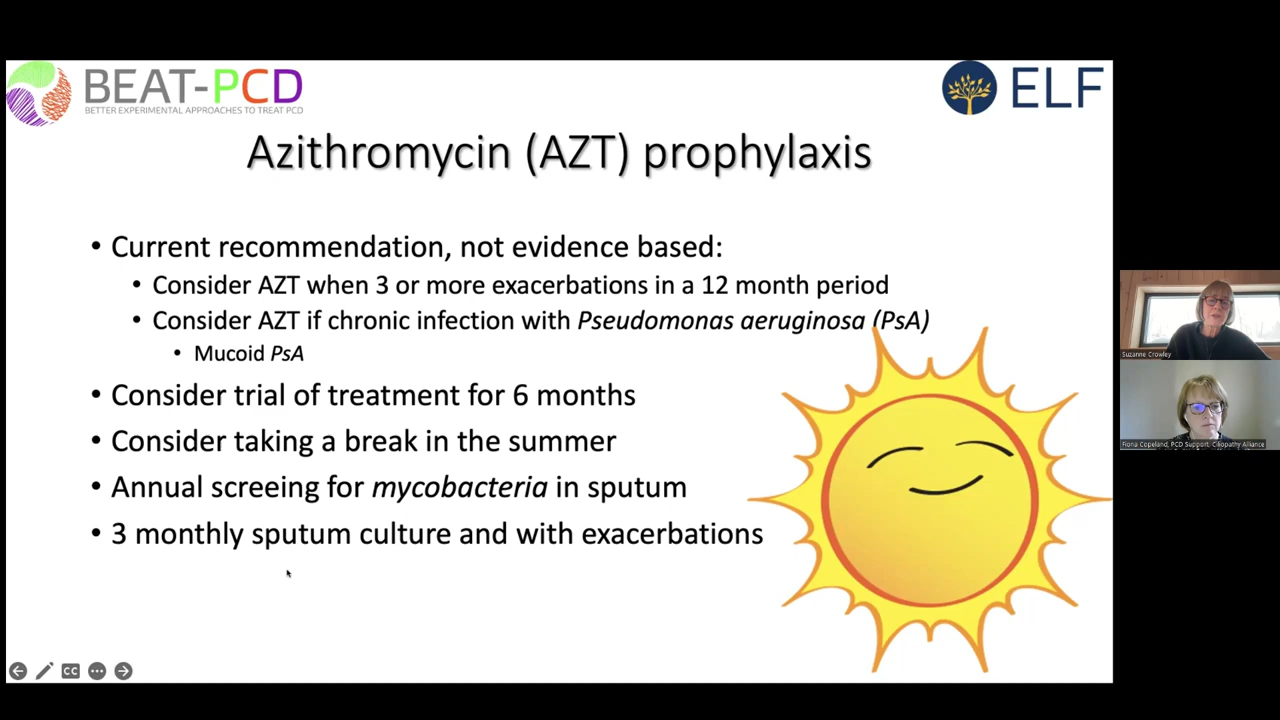 BEAT-PCD
BETTER EXPERIMENTAL APPROACHES TO TREAT PCD
ELF
Azithromycin (AZT) prophylaxis
• Current recommendation, not evidence based:
• Consider AZT when 3 or more exacerbations in a 12 month period
• Consider AZT if chronic infection with Pseudomonas aeruginosa (PsA)
• Mucoid PsA
• Consider trial of treatment for 6 months
• Consider taking a break in the summer
• Annual screeing for mycobacteria in sputum
• 3 monthly sputum culture and with exacerbations
CC
Suzanne Crowley
Fiona Copeland, PCD Support, Ciliopathy Alliance